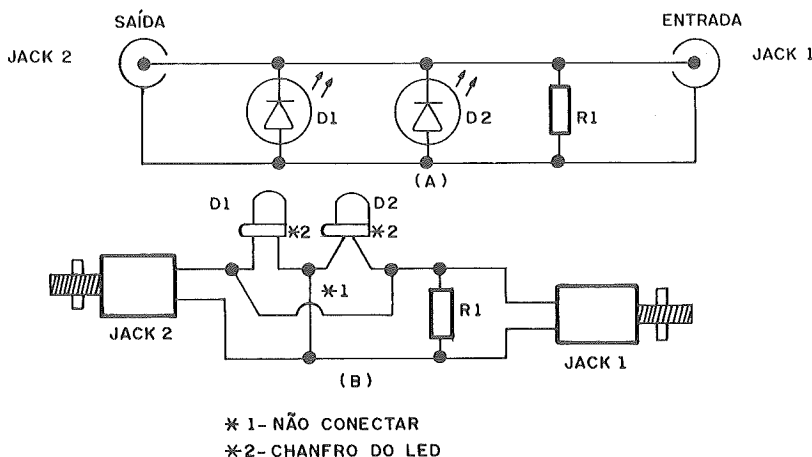 SAÍDA
ENTRADA
JACK 2
JACK 1
D1
D2
R1
(A)
D1
D2
*2
*2
*1
R1
JACK 2
JACK 1
(B)
* 1- NÃO CONECTAR
*2- CHANFRO DO LED